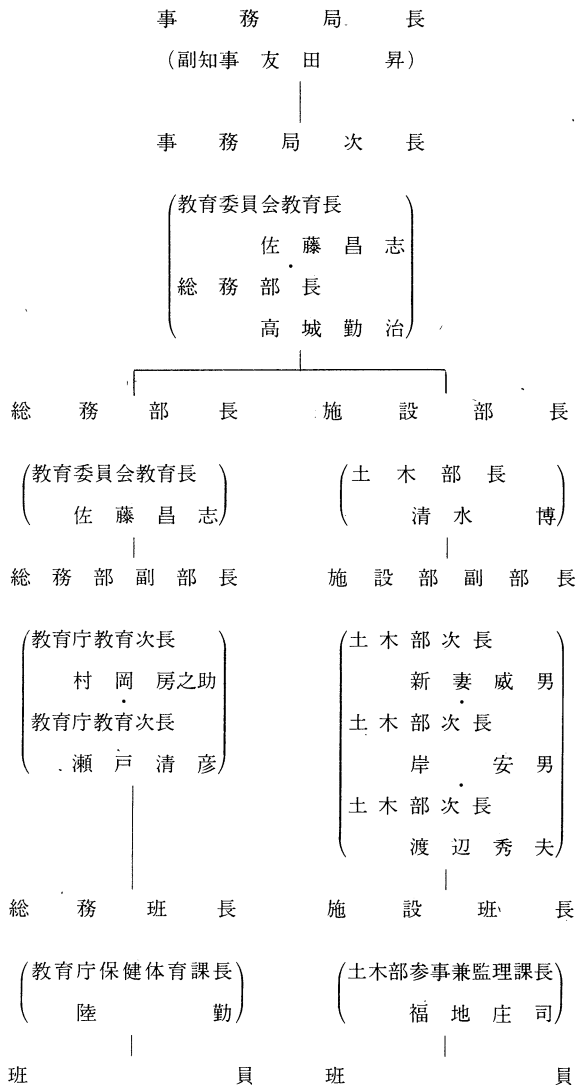 事務局長
（副知事 友田 昇）
事務局次長
教育委員会教育長
佐藤昌志
・
総務部長
高城勤治
総務部長
教育委員会教育長
佐藤昌志
総務部副部長
教育庁教育次長
村岡房之助
・
教育庁教育次長
瀬戸清彦
総務班長
教育庁保健体育課長
陸 勤
班員
施設部長
土木部長
清水 博
施設部副部長
土木部次長
新妻威男
・
土木部次長
岸 安男
・
土木部次長
渡辺秀夫
施設班長
土木部参事兼監理課長
福地庄司
班員